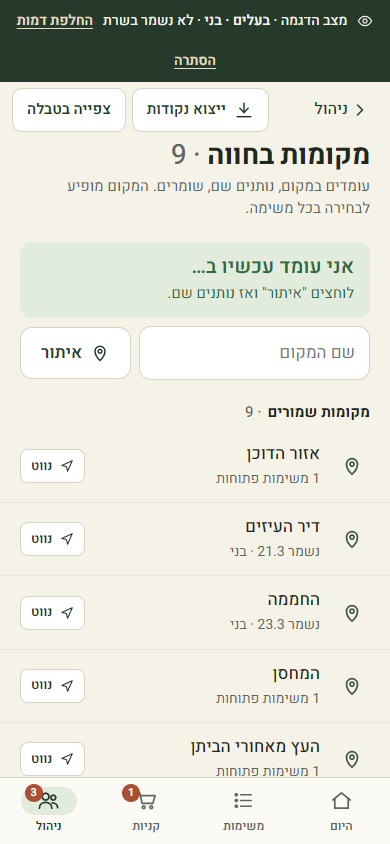 מצב הדגמה · בעלים · בני · לא נשמר בשרת החלפת דמות
הסתרה
ניהול
ייצוא נקודות
צפייה בטבלה
מקומות בחווה · 9
עומדים במקום, נותנים שם, שומרים. המקום מופיע
לבחירה בכל משימה.
אני עומד עכשיו ב...
לוחצים "איתור" ואז נותנים שם.
שם המקום
איתור
מקומות שמורים · 9
אזור הדוכן
1 משימות פתוחות
נווט
דיר העיזים
נשמר 21.3 · בני
נווט
החממה
נשמר 23.3 · בני
נווט
המחסן
1 משימות פתוחות
נווט
העץ מאחורי הביתן
1 משימות פתוחות
נווט
היום
משימות
1
קניות
3
ניהול